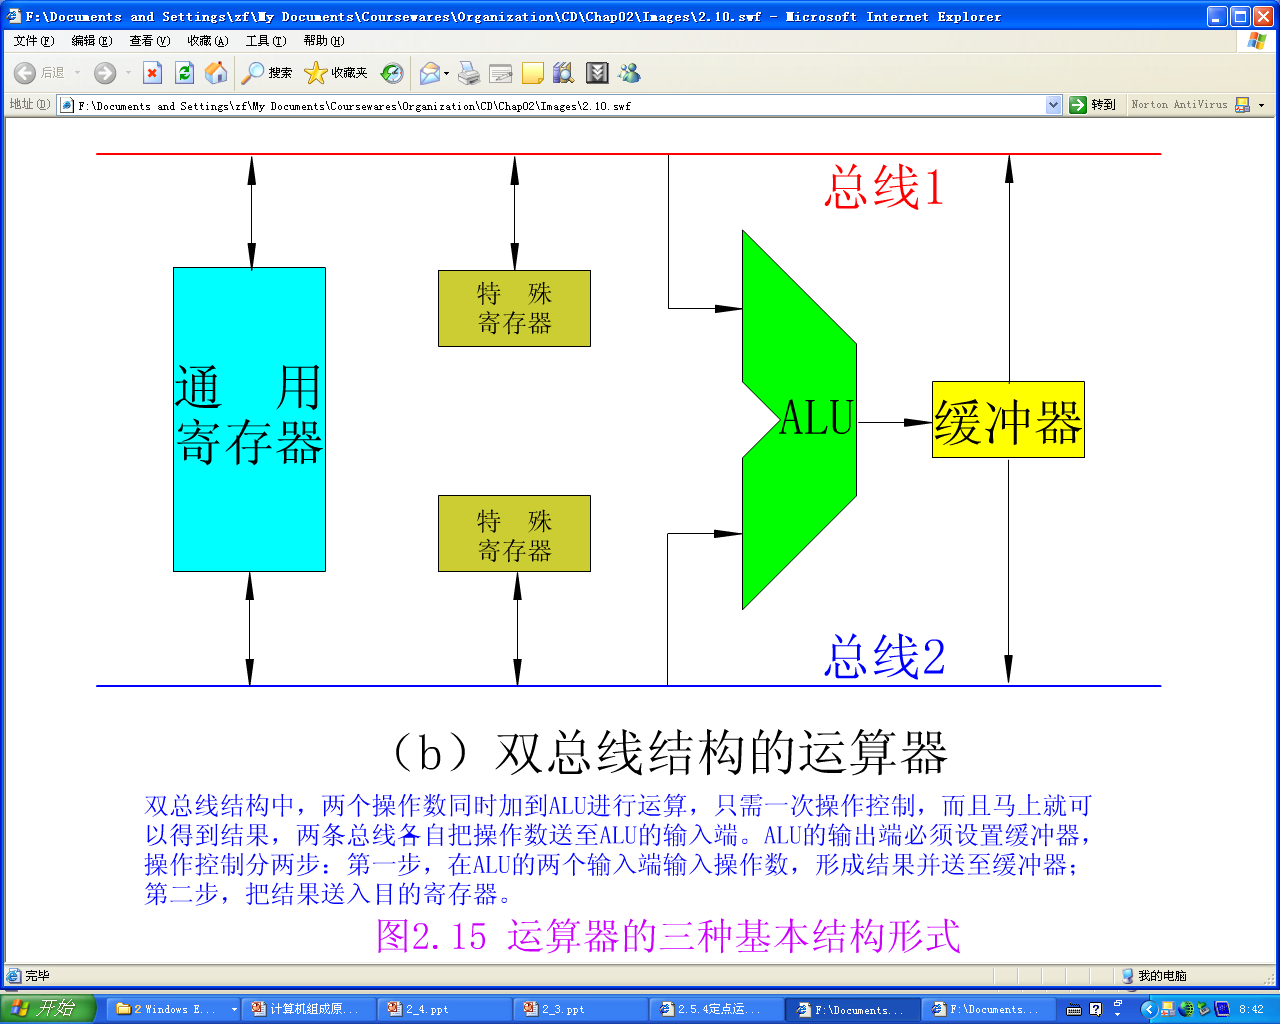 F:\Documents and Settings\zf\My Documents\Coursewares\Organization\CD\Chap02\Images\2.10.swf - Microsoft Internet Explorer
文件(F) 编辑(E) 查看(V) 收藏(A) 工具(T) 帮助(H)
后退 搜索 收藏夹
地址(D) F:\Documents and Settings\zf\My Documents\Coursewares\Organization\CD\Chap02\Images\2.10.swf 转到 Norton AntiVirus
总线1
特 殊
寄存器
通 用
寄存器
ALU
缓冲器
特 殊
寄存器
总线2
（b）双总线结构的运算器
双总线结构中，两个操作数同时加到ALU进行运算，只需一次操作控制，而且马上就可
以得到结果，两条总线各自把操作数送至ALU的输入端。ALU的输出端必须设置缓冲器，
操作控制分两步：第一步，在ALU的两个输入端输入操作数，形成结果并送至缓冲器；
第二步，把结果送入目的寄存器。
图2.15 运算器的三种基本结构形式
完毕 我的电脑
开始 2 Windows E... 计算机组成原... 2_4.ppt 2_3.ppt 2.5.4定点运... F:\Documents... F:\Documents... 8:42